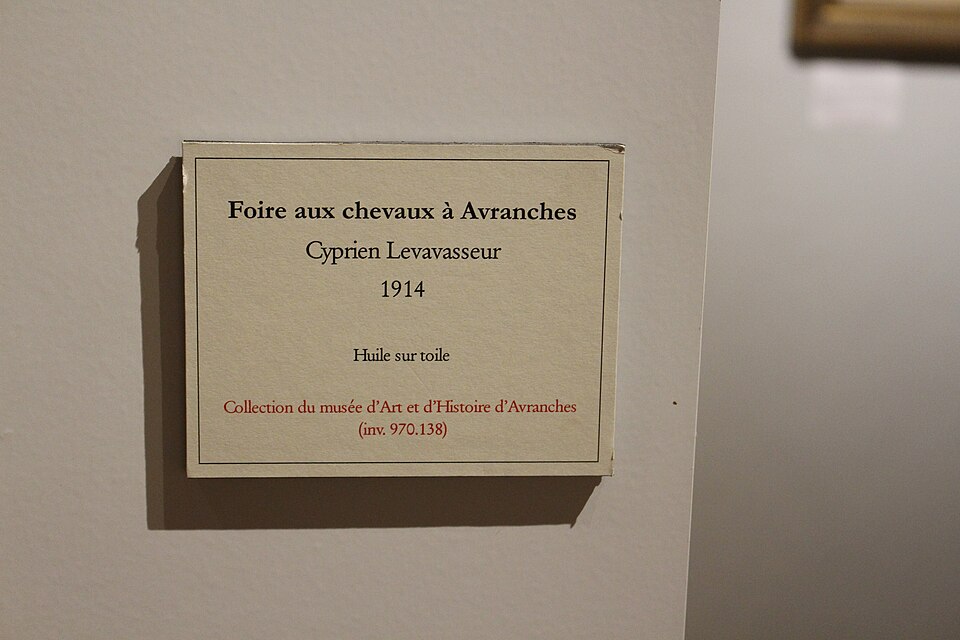 Foire aux chevaux à Avranches
Cyprien Levavasseur
1914
Huile sur toile
Collection du musée d'Art et d'Histoire d'Avranches
(inv. 970.138)